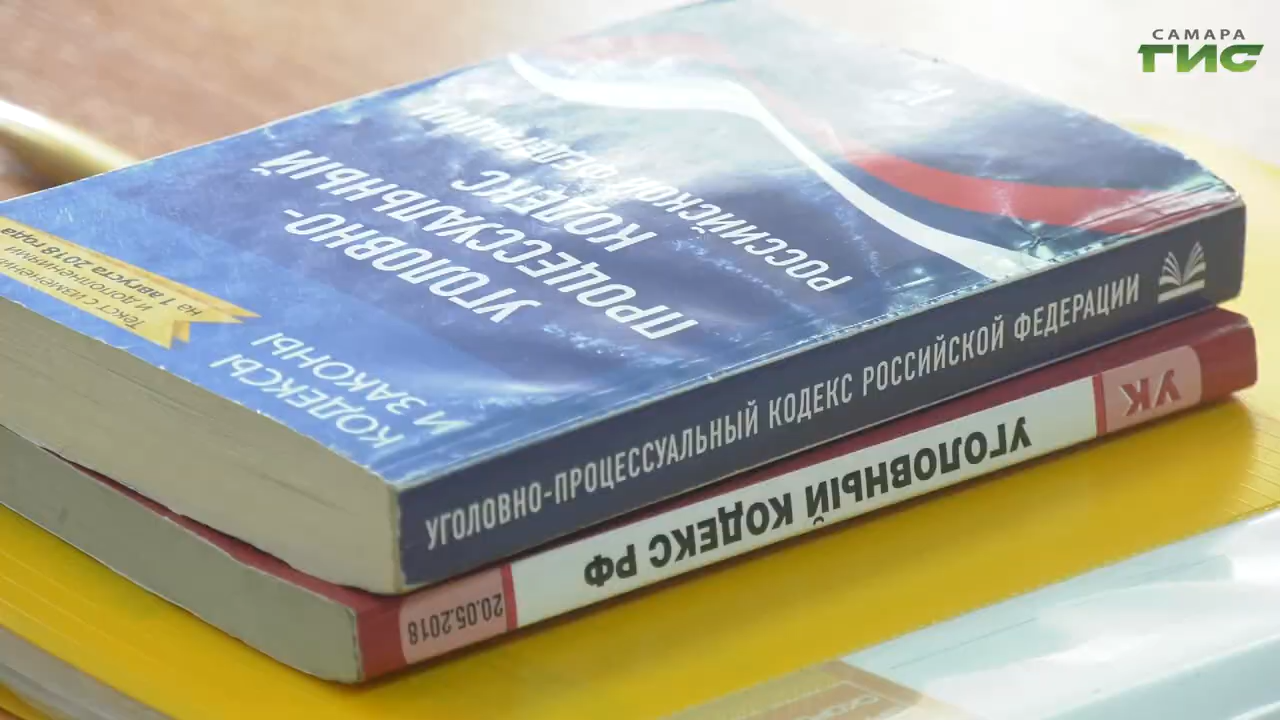 САМАРА
ГИС
УГОЛОВНО-
ПРОЦЕССУАЛЬНЫЙ
КОДЕКС
РОССИЙСКОЙ ФЕДЕРАЦИИ
Текст с изменениями
и дополнениями
на 1 августа 2018 года
КОДЕКСЫ
И ЗАКОНЫ
УГОЛОВНО-ПРОЦЕССУАЛЬНЫЙ КОДЕКС РОССИЙСКОЙ ФЕДЕРАЦИИ
УК
УГОЛОВНЫЙ КОДЕКС РФ
20.05.2018